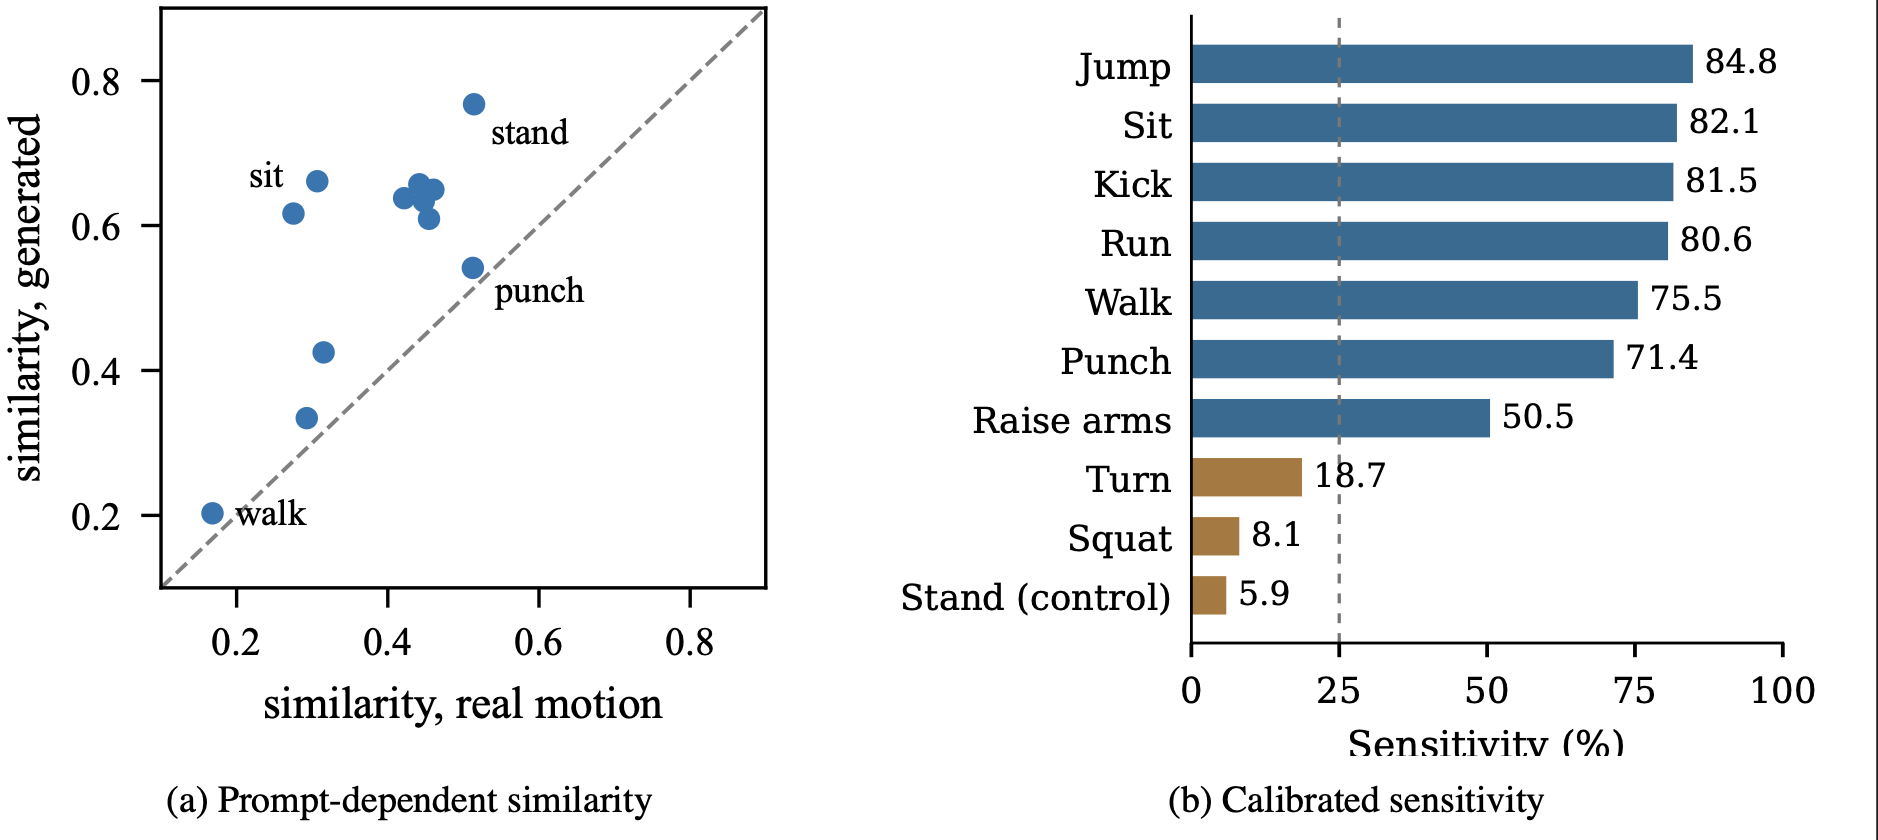 0.8
0.6
0.4
0.2
similarity, generated
stand
sit
punch
walk
0.2 0.4 0.6 0.8
similarity, real motion
(a) Prompt-dependent similarity
Jump 84.8
Sit 82.1
Kick 81.5
Run 80.6
Walk 75.5
Punch 71.4
Raise arms 50.5
Turn 18.7
Squat 8.1
Stand (control) 5.9
0 25 50 75 100
Sensitivity (%)
(b) Calibrated sensitivity